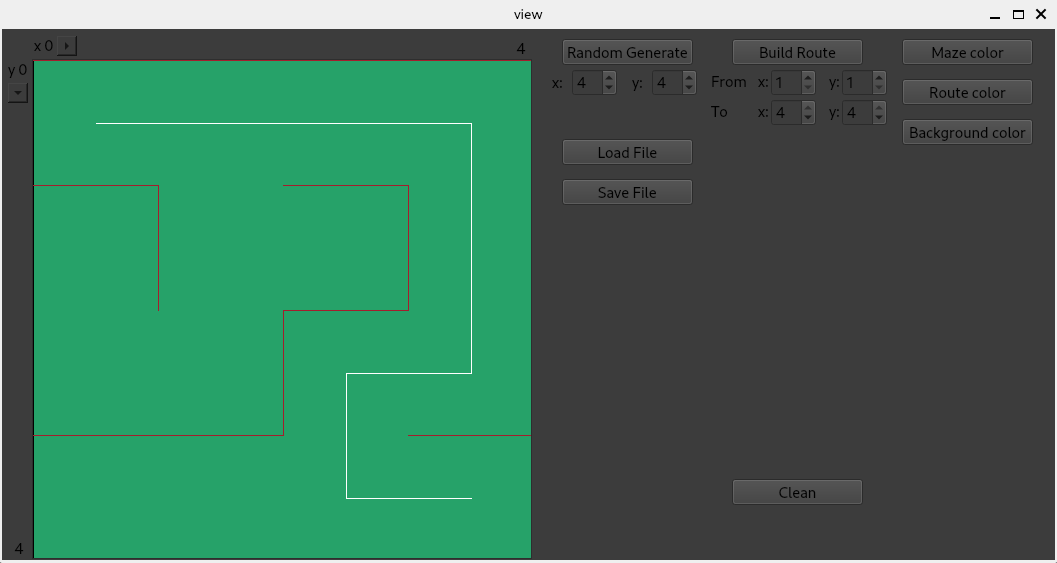 view
x 0
4
y 0
4
Random Generate
x: 4 y: 4
Load File
Save File
Build Route
From x: 1 y: 1
To x: 4 y: 4
Clean
Maze color
Route color
Background color